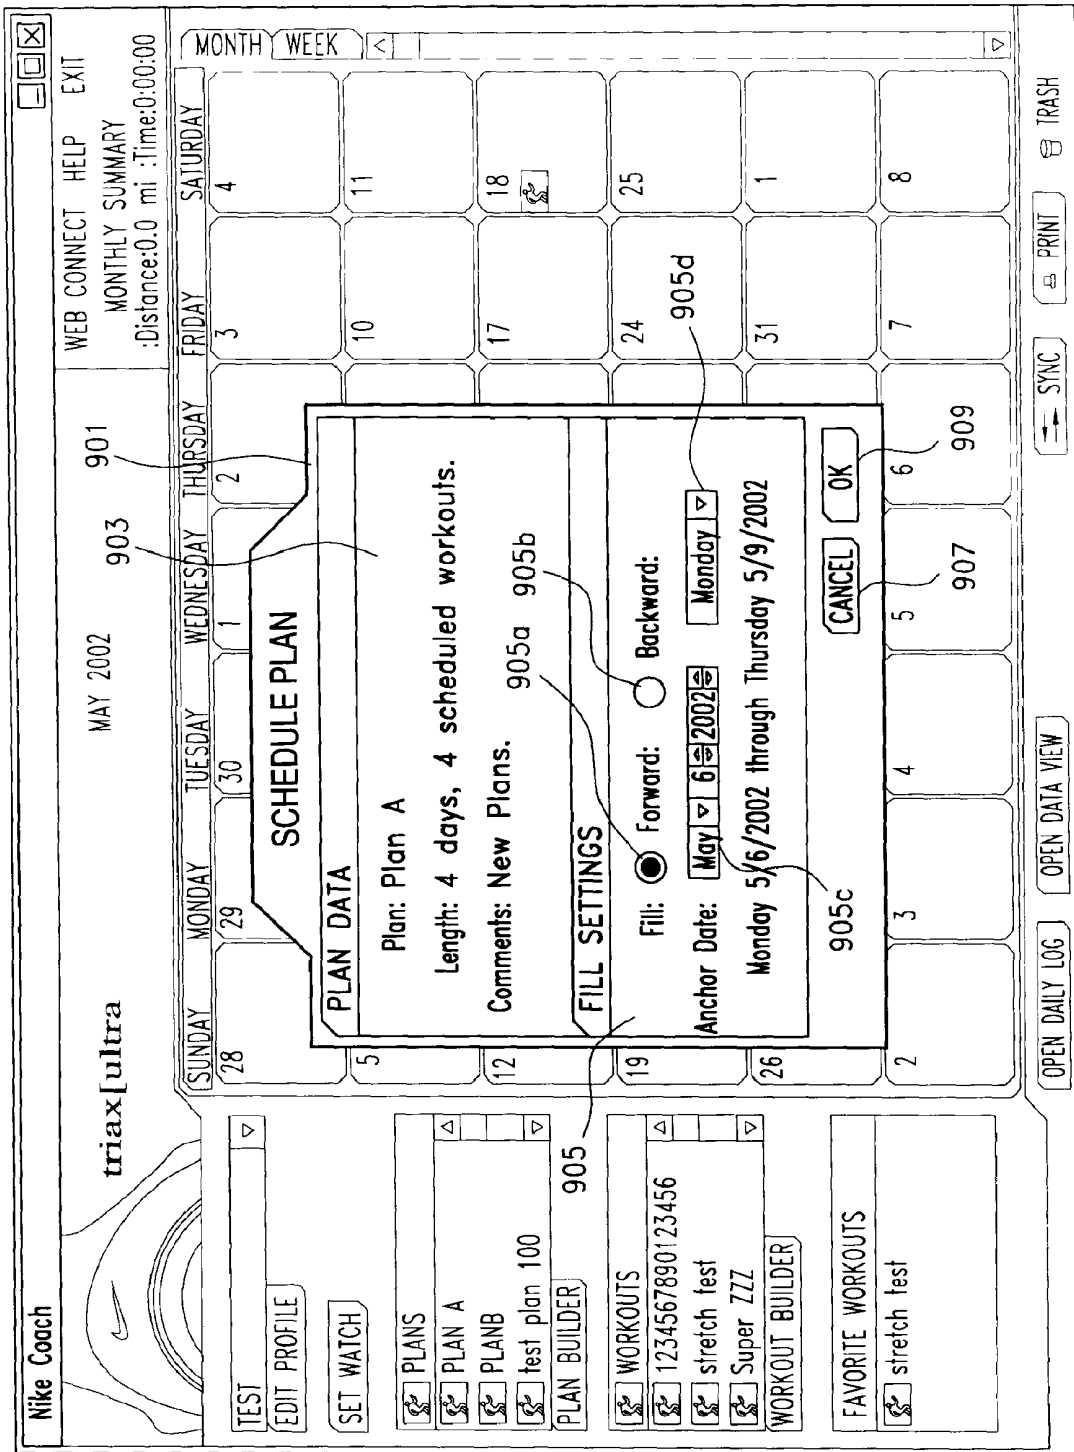 Nike Coach
triax[ultra
MAY 2002
WEB CONNECT HELP EXIT
MONTHLY SUMMARY
:Distance:0.0 mi :Time:0:00:00
TEST
EDIT PROFILE
SET WATCH
PLANS
PLAN A
PLANB
test plan 100
PLAN BUILDER
WORKOUTS
12345678901234​56
stretch test
Super ZZZ
WORKOUT BUILDER
FAVORITE WORKOUTS
stretch test
SUNDAY MONDAY TUESDAY WEDNESDAY THURSDAY FRIDAY SATURDAY
MONTH WEEK
28 29 30 1 2 3 4
5 10 11
12 17 18
19 24 25
26 31 1
2 3 4 5 6 7 8
901
903
SCHEDULE PLAN
PLAN DATA
Plan: Plan A
Length: 4 days, 4 scheduled workouts.
Comments: New Plans.
905
905a
905b
FILL SETTINGS
Fill: Forward: Backward:
905d
Anchor Date: May 6 2002 Monday
Monday 5/6/2002 through Thursday 5/9/2002
905c
CANCEL OK
907
909
OPEN DAILY LOG OPEN DATA VIEW SYNC PRINT TRASH